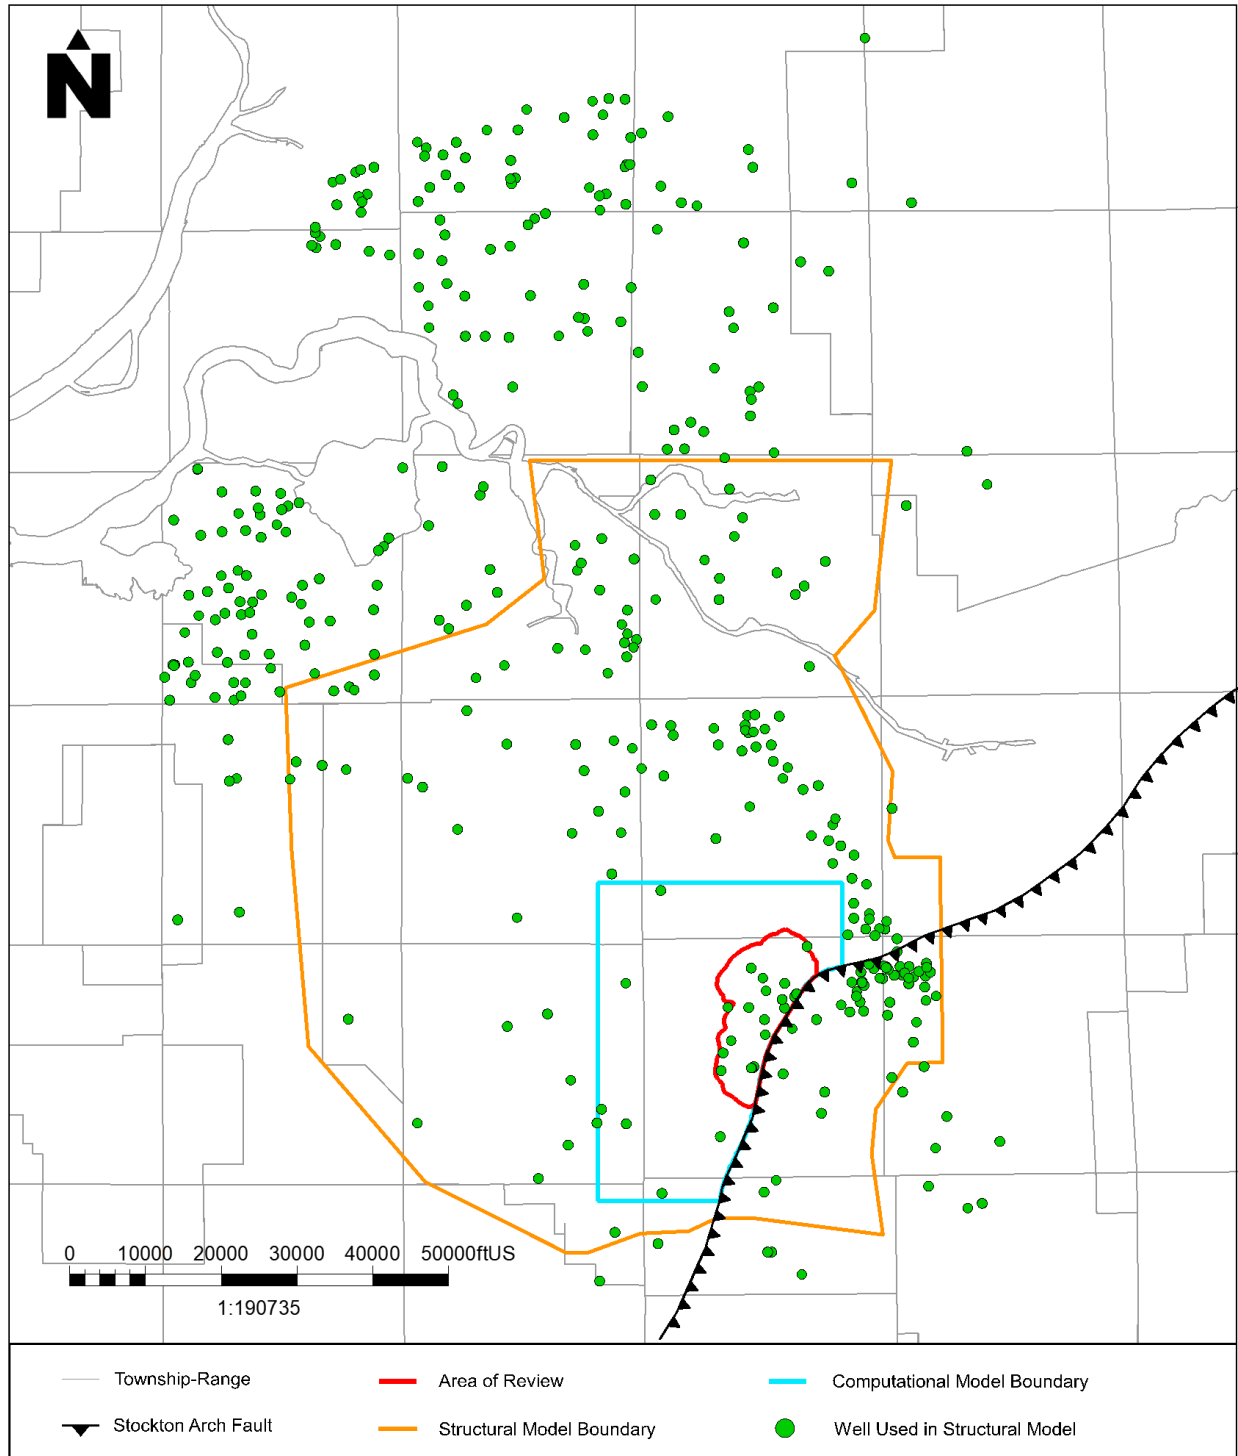 N
0 10000 20000 30000 40000 50000ftUS
1:190735
Township-Range Area of Review Computational Model Boundary
Stockton Arch Fault Structural Model Boundary Well Used in Structural Model